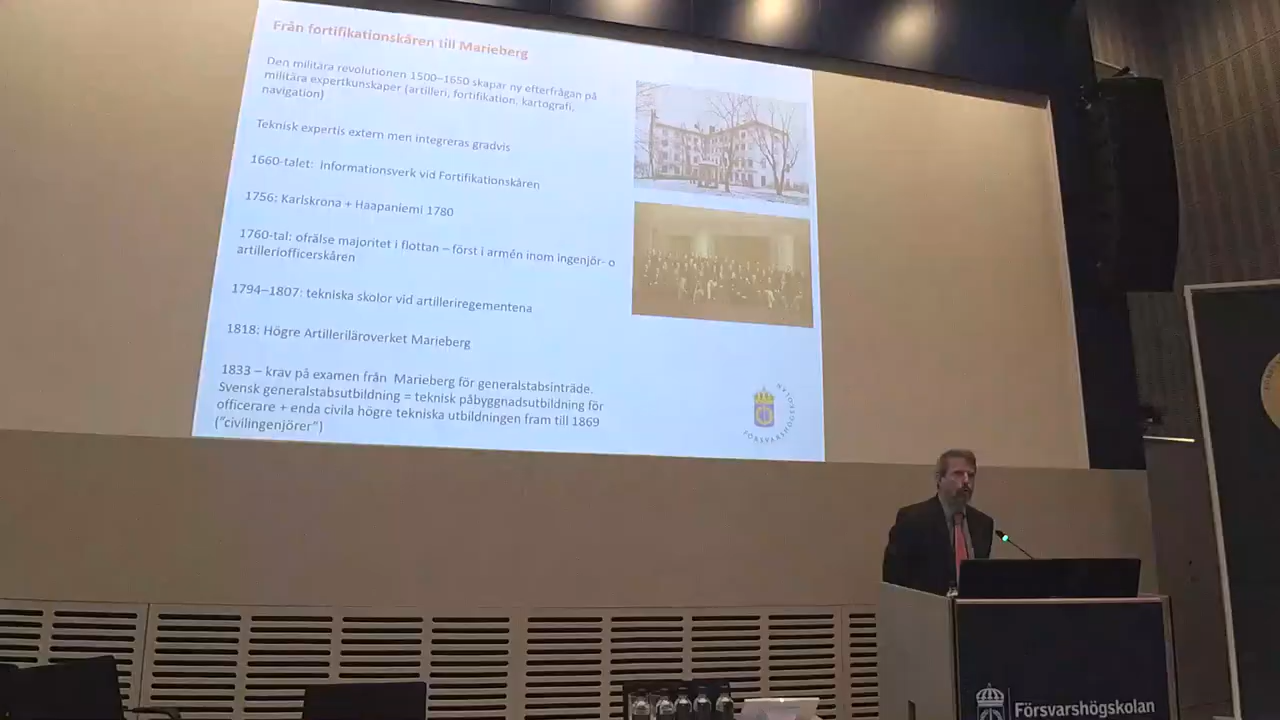 Från fortifikationskåren till Marieberg
Den militära revolutionen 1500–1650 skapar ny efterfrågan på
militära expertkunskaper (artilleri, fortifikation, kartografi,
navigation)
Teknisk expertis extern men integreras gradvis
1660-talet: Informationsverk vid Fortifikationskåren
1756: Karlskrona + Haapaniemi 1780
1760-tal: ofrälse majoritet i flottan – först i armén inom ingenjör- o
artilleriofficerskåren
1794–1807: tekniska skolor vid artilleriregementena
1818: Högre Artilleriläroverket Marieberg
1833 – krav på examen från Marieberg för generalstabsinträde.
Svensk generalstabsutbildning = teknisk påbyggnadsutbildning för
officerare + enda civila högre tekniska utbildningen fram till 1869
("civilingenjörer")
FÖRSVARSHÖGSKOLAN
Försvarshögskolan